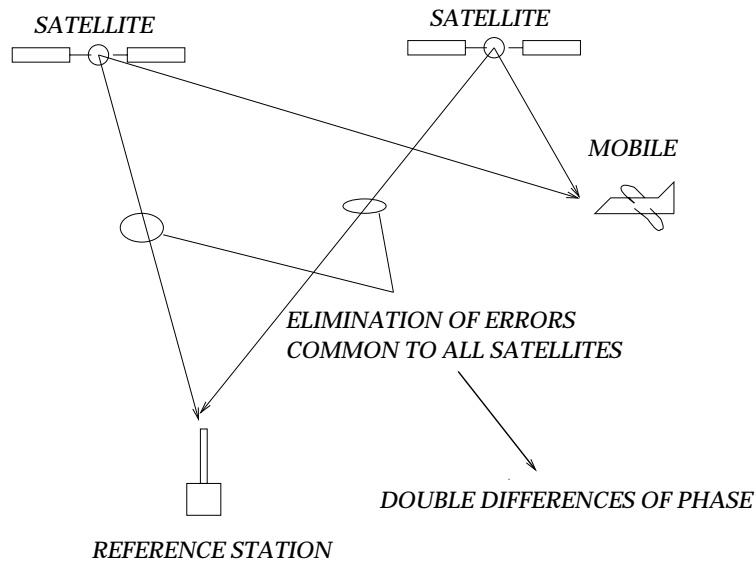 SATELLITE
SATELLITE
MOBILE
ELIMINATION OF ERRORS
COMMON TO ALL SATELLITES
DOUBLE DIFFERENCES OF PHASE
REFERENCE STATION